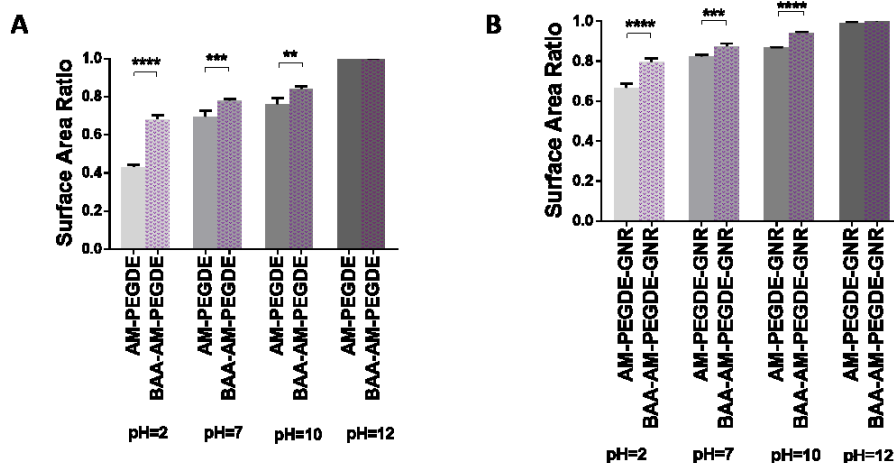 A
Surface Area Ratio
1.0
0.8
0.6
0.4
0.2
0.0
****
***
**
AM-PEGDE
BAA-AM-PEGDE
AM-PEGDE
BAA-AM-PEGDE
AM-PEGDE
BAA-AM-PEGDE
AM-PEGDE
BAA-AM-PEGDE
pH=2
pH=7
pH=10
pH=12
B
Surface Area Ratio
1.0
0.8
0.6
0.4
0.2
0.0
****
***
****
AM-PEGDE-GNR
BAA-AM-PEGDE-GNR
AM-PEGDE-GNR
BAA-AM-PEGDE-GNR
AM-PEGDE-GNR
BAA-AM-PEGDE-GNR
AM-PEGDE-GNR
BAA-AM-PEGDE-GNR
pH=2
pH=7
pH=10
pH=12